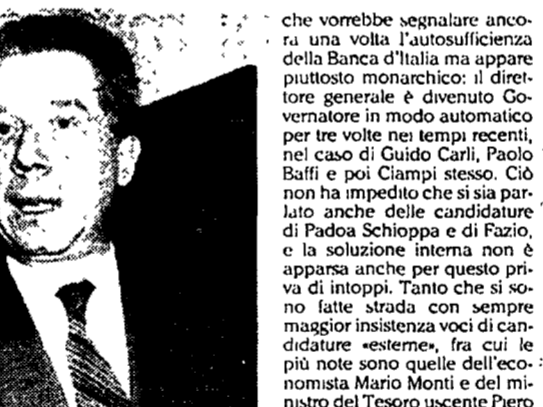 che vorrebbe segnalare anco-
ra una volta l'autosufficienza
della Banca d'Italia ma appare
piuttosto monarchico: il diret-
tore generale è divenuto Go-
vernatore in modo automatico
per tre volte nei tempi recenti,
nel caso di Guido Carli, Paolo
Baffi e poi Ciampi stesso. Ciò
non ha impedito che si sia par-
lato anche delle candidature
di Padoa Schioppa e di Fazio,
e la soluzione interna non è
apparsa anche per questo pri-
va di intoppi. Tanto che si so-
no fatte strada con sempre
maggior insistenza voci di can-
didature «esterne», fra cui le
più note sono quelle dell'eco-
nomista Mario Monti e del mi-
nistro del Tesoro uscente Piero